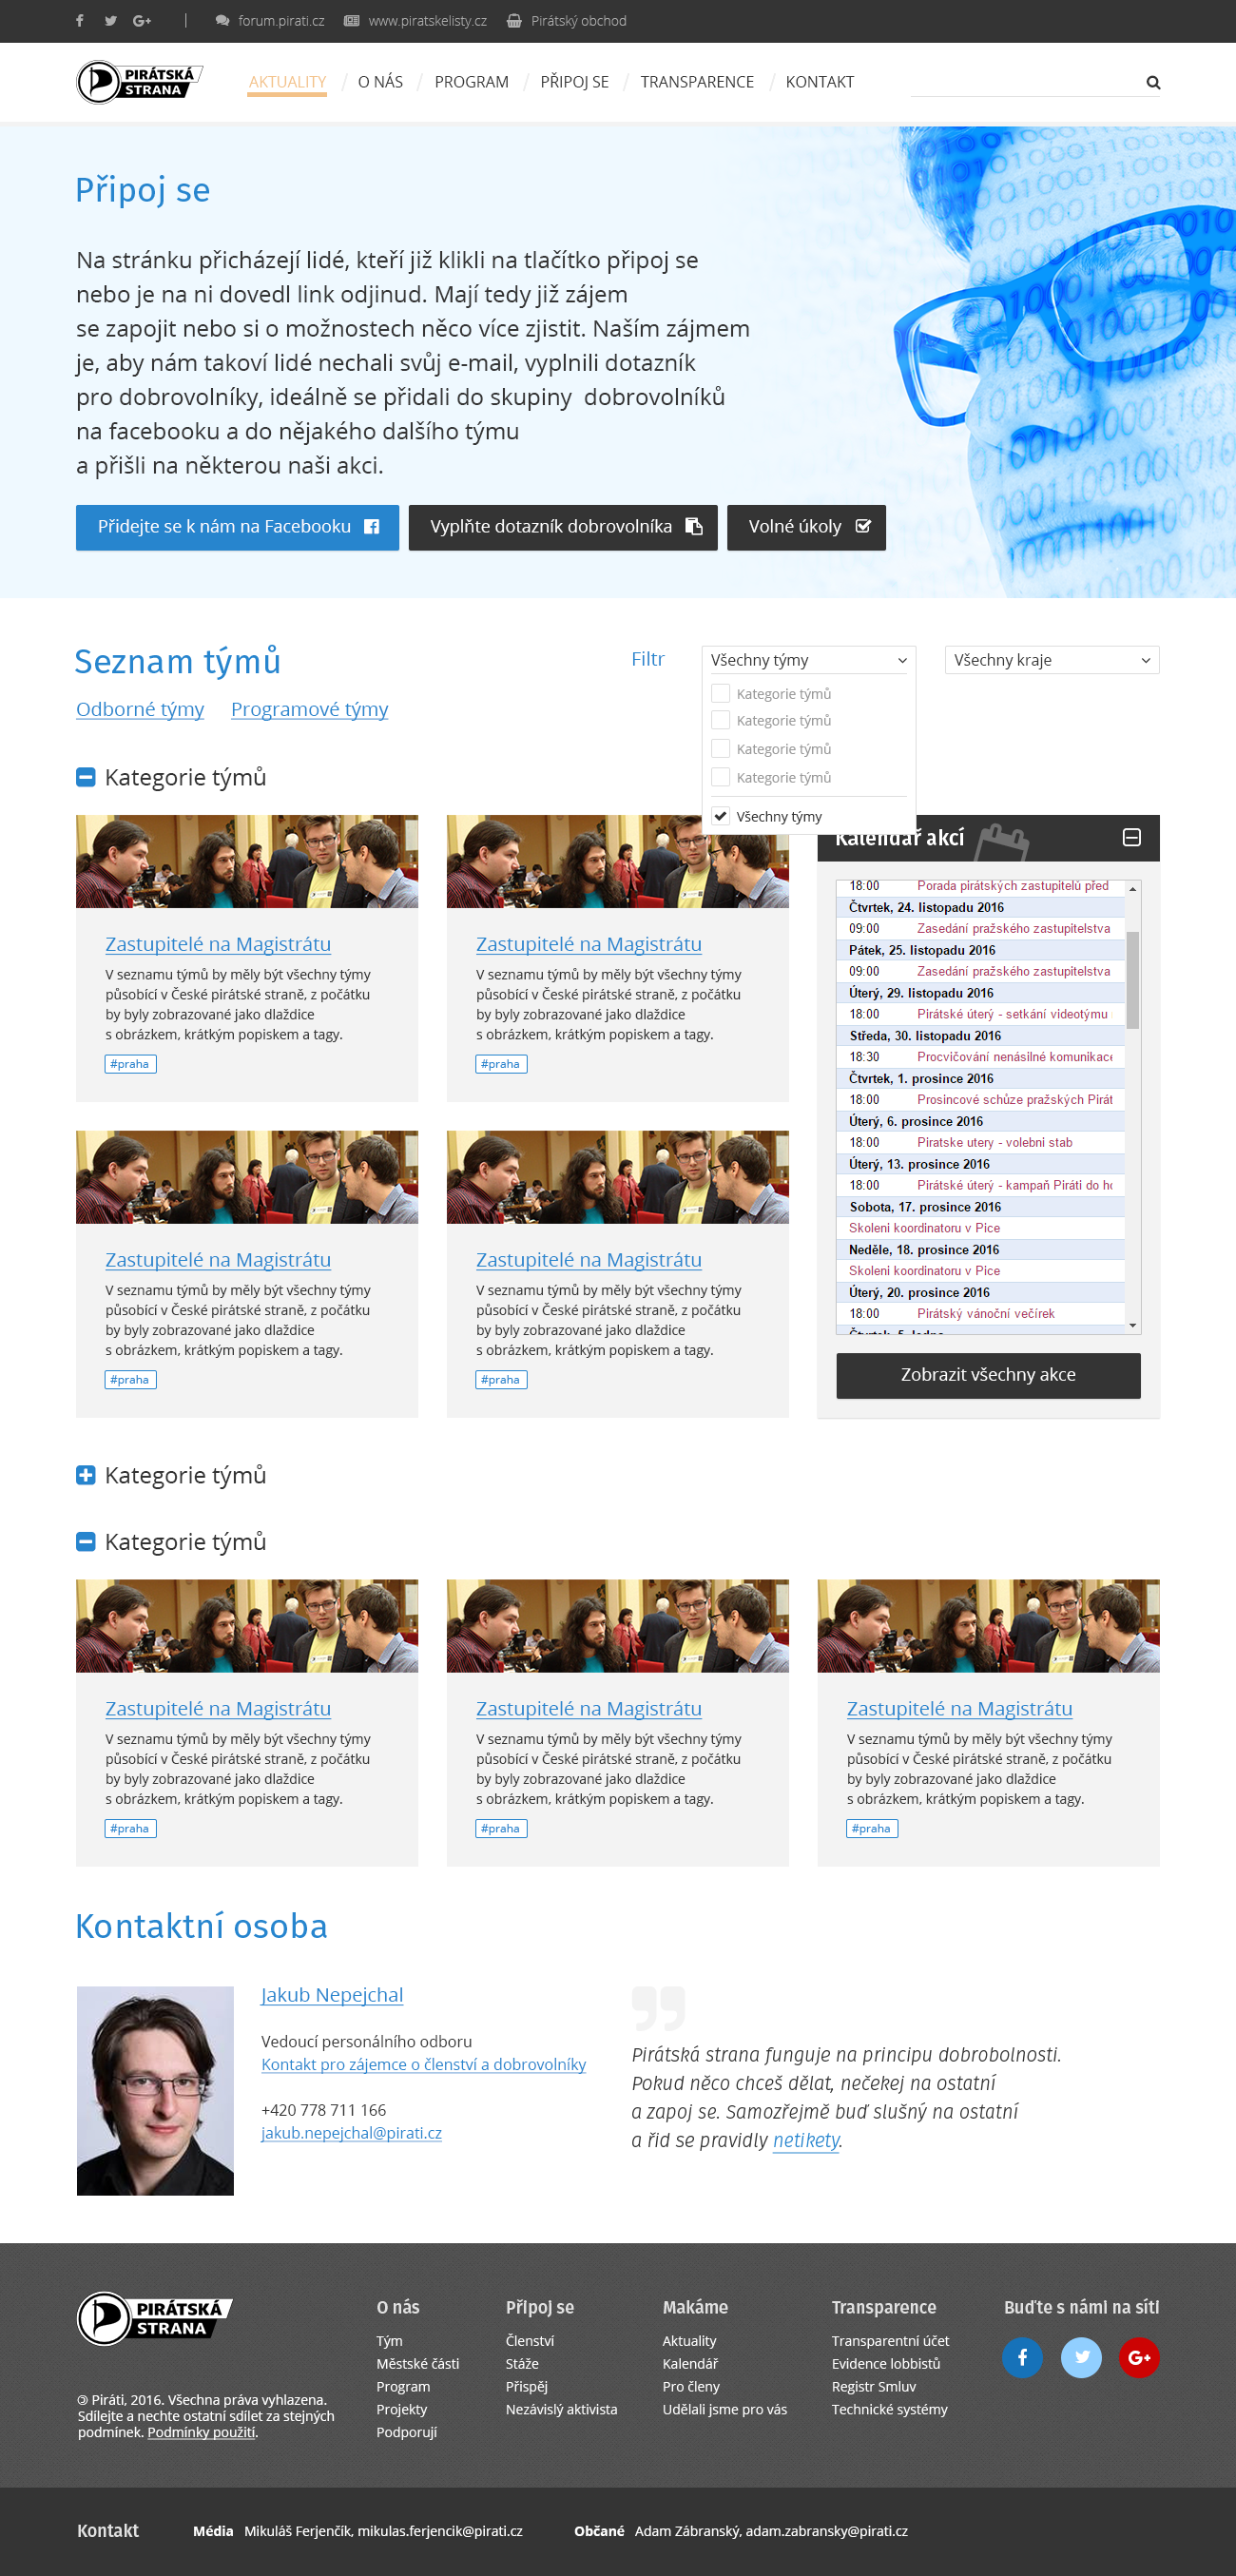 forum.pirati.cz www.piratskelisty.cz Pirátský obchod
PIRÁTSKÁ
STRANA
AKTUALITY / O NÁS / PROGRAM / PŘIPOJ SE / TRANSPARENCE / KONTAKT
Připoj se
Na stránku přicházejí lidé, kteří již klikli na tlačítko připoj se
nebo je na ni dovedl link odjinud. Mají tedy již zájem
se zapojit nebo si o možnostech něco více zjistit. Naším zájmem
je, aby nám takoví lidé nechali svůj e-mail, vyplnili dotazník
pro dobrovolníky, ideálně se přidali do skupiny dobrovolníků
na facebooku a do nějakého dalšího týmu
a přišli na některou naši akci.
Přidejte se k nám na Facebooku
Vyplňte dotazník dobrovolníka
Volné úkoly
Seznam týmů
Odborné týmy Programové týmy
Filtr
Všechny týmy
Kategorie týmů
Kategorie týmů
Kategorie týmů
Kategorie týmů
Všechny týmy
Všechny kraje
Kategorie týmů
Zastupitelé na Magistrátu
V seznamu týmů by měly být všechny týmy
působící v České pirátské straně, z počátku
by byly zobrazované jako dlaždice
s obrázkem, krátkým popiskem a tagy.
#praha
Zastupitelé na Magistrátu
V seznamu týmů by měly být všechny týmy
působící v České pirátské straně, z počátku
by byly zobrazované jako dlaždice
s obrázkem, krátkým popiskem a tagy.
#praha
Zastupitelé na Magistrátu
V seznamu týmů by měly být všechny týmy
působící v České pirátské straně, z počátku
by byly zobrazované jako dlaždice
s obrázkem, krátkým popiskem a tagy.
#praha
Zastupitelé na Magistrátu
V seznamu týmů by měly být všechny týmy
působící v České pirátské straně, z počátku
by byly zobrazované jako dlaždice
s obrázkem, krátkým popiskem a tagy.
#praha
Kalendář akcí
18:00 Porada pirátských zastupitelů před
Čtvrtek, 24. listopadu 2016
09:00 Zasedání pražského zastupitelstva
Pátek, 25. listopadu 2016
09:00 Zasedání pražského zastupitelstva
Úterý, 29. listopadu 2016
18:00 Pirátské úterý - setkání videotýmu
Středa, 30. listopadu 2016
18:30 Procvičování nenásilné komunikace
Čtvrtek, 1. prosince 2016
18:00 Prosincové schůze pražských Pirát
Úterý, 6. prosince 2016
18:00 Piratske utery - volebni stab
Úterý, 13. prosince 2016
18:00 Pirátské úterý - kampaň Piráti do ho
Sobota, 17. prosince 2016
Skoleni koordinatoru v Pice
Neděle, 18. prosince 2016
Skoleni koordinatoru v Pice
Úterý, 20. prosince 2016
18:00 Pirátský vánoční večírek
Zobrazit všechny akce
Kategorie týmů
Kategorie týmů
Zastupitelé na Magistrátu
V seznamu týmů by měly být všechny týmy
působící v České pirátské straně, z počátku
by byly zobrazované jako dlaždice
s obrázkem, krátkým popiskem a tagy.
#praha
Zastupitelé na Magistrátu
V seznamu týmů by měly být všechny týmy
působící v České pirátské straně, z počátku
by byly zobrazované jako dlaždice
s obrázkem, krátkým popiskem a tagy.
#praha
Zastupitelé na Magistrátu
V seznamu týmů by měly být všechny týmy
působící v České pirátské straně, z počátku
by byly zobrazované jako dlaždice
s obrázkem, krátkým popiskem a tagy.
#praha
Kontaktní osoba
Jakub Nepejchal
Vedoucí personálního odboru
Kontakt pro zájemce o členství a dobrovolníky
+420 778 711 166
jakub.nepejchal@pirati.cz
Pirátská strana funguje na principu dobrobolnosti.
Pokud něco chceš dělat, nečekej na ostatní
a zapoj se. Samozřejmě buď slušný na ostatní
a řid se pravidly netikety.
PIRÁTSKÁ
STRANA
Piráti, 2016. Všechna práva vyhlazena.
Sdílejte a nechte ostatní sdílet za stejných
podmínek. Podmínky použití.
O nás
Tým
Městské části
Program
Projekty
Podporují
Připoj se
Členství
Stáže
Přispěj
Nezávislý aktivista
Makáme
Aktuality
Kalendář
Pro členy
Udělali jsme pro vás
Transparence
Transparentní účet
Evidence lobbistů
Registr Smluv
Technické systémy
Buďte s námi na síti
Kontakt Média Mikuláš Ferjenčík, mikulas.ferjencik@pirati.cz Občané Adam Zábranský, adam.zabransky@pirati.cz